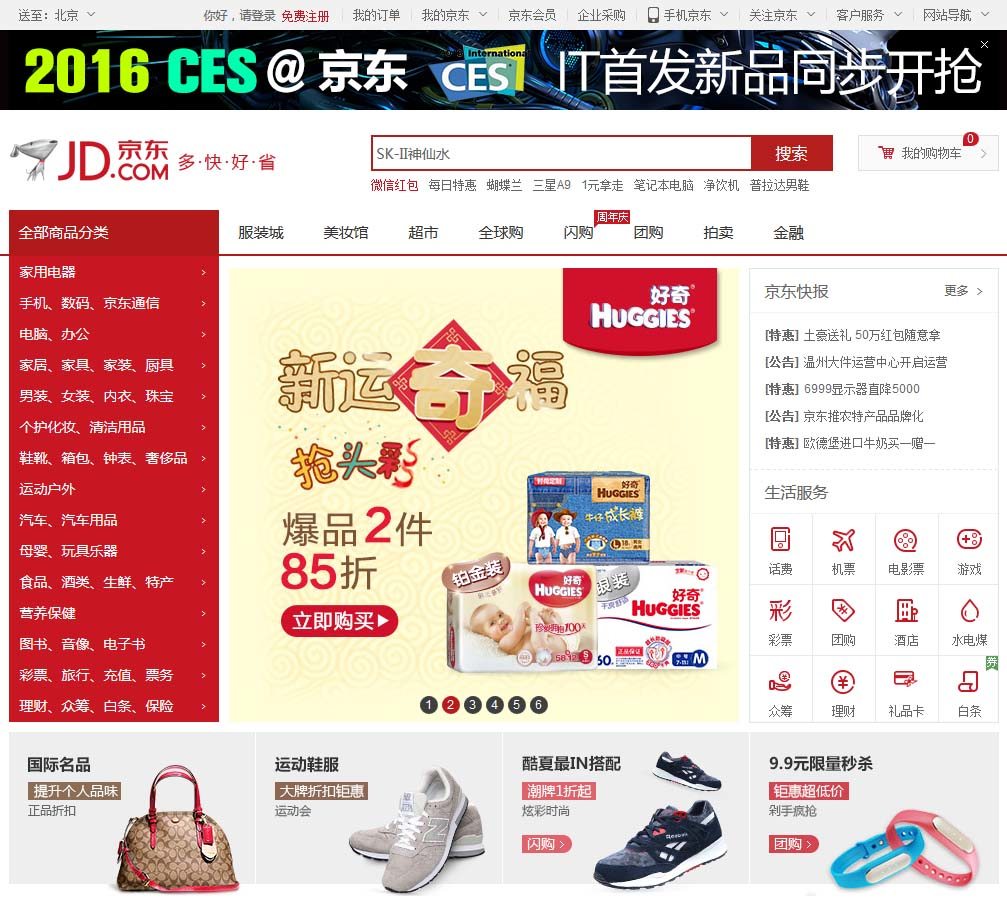 送至：北京
你好，请登录 免费注册
我的订单
我的京东
京东会员
企业采购
手机京东
关注京东
客户服务
网站导航
2016 CES@京东
International
CES
IT首发新品同步开抢
JD.COM 京东
多·快·好·省
SK-II神仙水
搜索
0
我的购物车
微信红包 每日特惠 蝴蝶兰 三星A9 1元拿走 笔记本电脑 净饮机 普拉达男鞋
全部商品分类
服装城
美妆馆
超市
全球购
闪购
周年庆
团购
拍卖
金融
家用电器
手机、数码、京东通信
电脑、办公
家居、家具、家装、厨具
男装、女装、内衣、珠宝
个护化妆、清洁用品
鞋靴、箱包、钟表、奢侈品
运动户外
汽车、汽车用品
母婴、玩具乐器
食品、酒类、生鲜、特产
营养保健
图书、音像、电子书
彩票、旅行、充值、票务
理财、众筹、白条、保险
好奇
HUGGIES
新运奇福
抢头彩
爆品2件
85折
立即购买
好奇
HUGGIES
牛仔成长裤
铂金装
好奇
HUGGIES
银装
干爽舒适
好奇
HUGGIES
正品保证
M
1 2 3 4 5 6
京东快报
更多 >
[特惠] 土豪送礼 50万红包随意拿
[公告] 温州大件运营中心开启运营
[特惠] 6999显示器直降5000
[公告] 京东推农特产品品牌化
[特惠] 欧德堡进口牛奶买一赠一
生活服务
话费
机票
电影票
游戏
彩票
团购
酒店
水电煤
券
众筹
理财
礼品卡
白条
国际名品
提升个人品味
正品折扣
运动鞋服
大牌折扣钜惠
运动会
酷夏最IN搭配
潮牌1折起
炫彩时尚
闪购 >
9.9元限量秒杀
钜惠超低价
剁手疯抢
团购 >